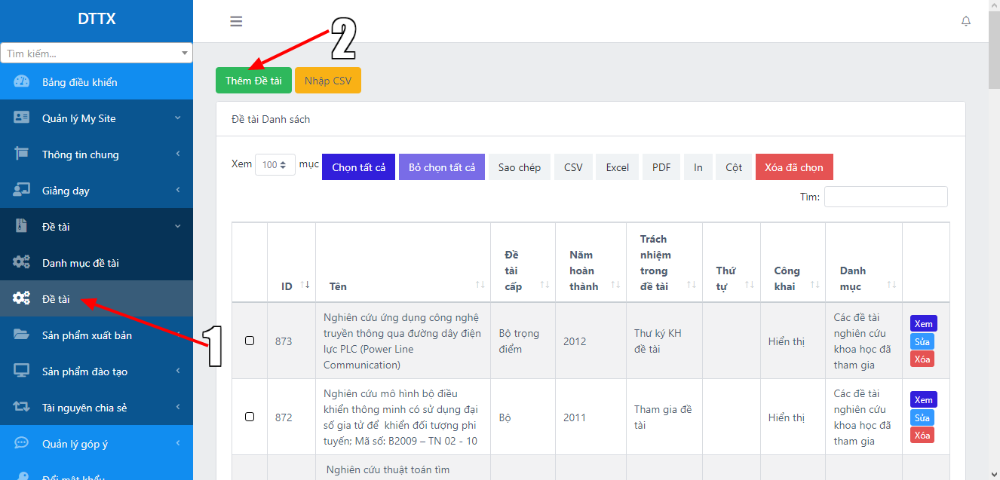 DTTX
Tìm kiếm...
Bảng điều khiển
Quản lý My Site
Thông tin chung
Giảng dạy
Đề tài
Danh mục đề tài
Đề tài
Sản phẩm xuất bản
Sản phẩm đào tạo
Tài nguyên chia sẻ
Quản lý góp ý
Đổi mật khẩu
1
2
Thêm Đề tài Nhập CSV
Đề tài Danh sách
Xem 100 mục Chọn tất cả Bỏ chọn tất cả Sao chép CSV Excel PDF In Cột Xóa đã chọn
Tìm:
ID
Tên
Đề
tài
cấp
Năm
hoàn
thành
Trách
nhiệm
trong
đề tài
Thứ
tự
Công
khai
Danh
mục
873
Nghiên cứu ứng dụng công nghệ
truyền thông qua đường dây điện
lực PLC (Power Line
Communication)
Bộ trọng
điểm
2012
Thư ký KH
đề tài
Hiển thị
Các đề tài
nghiên cứu
khoa học đã
tham gia
Xem
Sửa
Xóa
872
Nghiên cứu mô hình bộ điều
khiển thông minh có sử dụng đại
số gia tử để khiển đối tượng phi
tuyến; Mã số: B2009 – TN 02 - 10
Bộ
2011
Tham gia đề
tài
Hiển thị
Các đề tài
nghiên cứu
khoa học đã
tham gia
Xem
Sửa
Xóa
Nghiên cứu thuật toán tìm